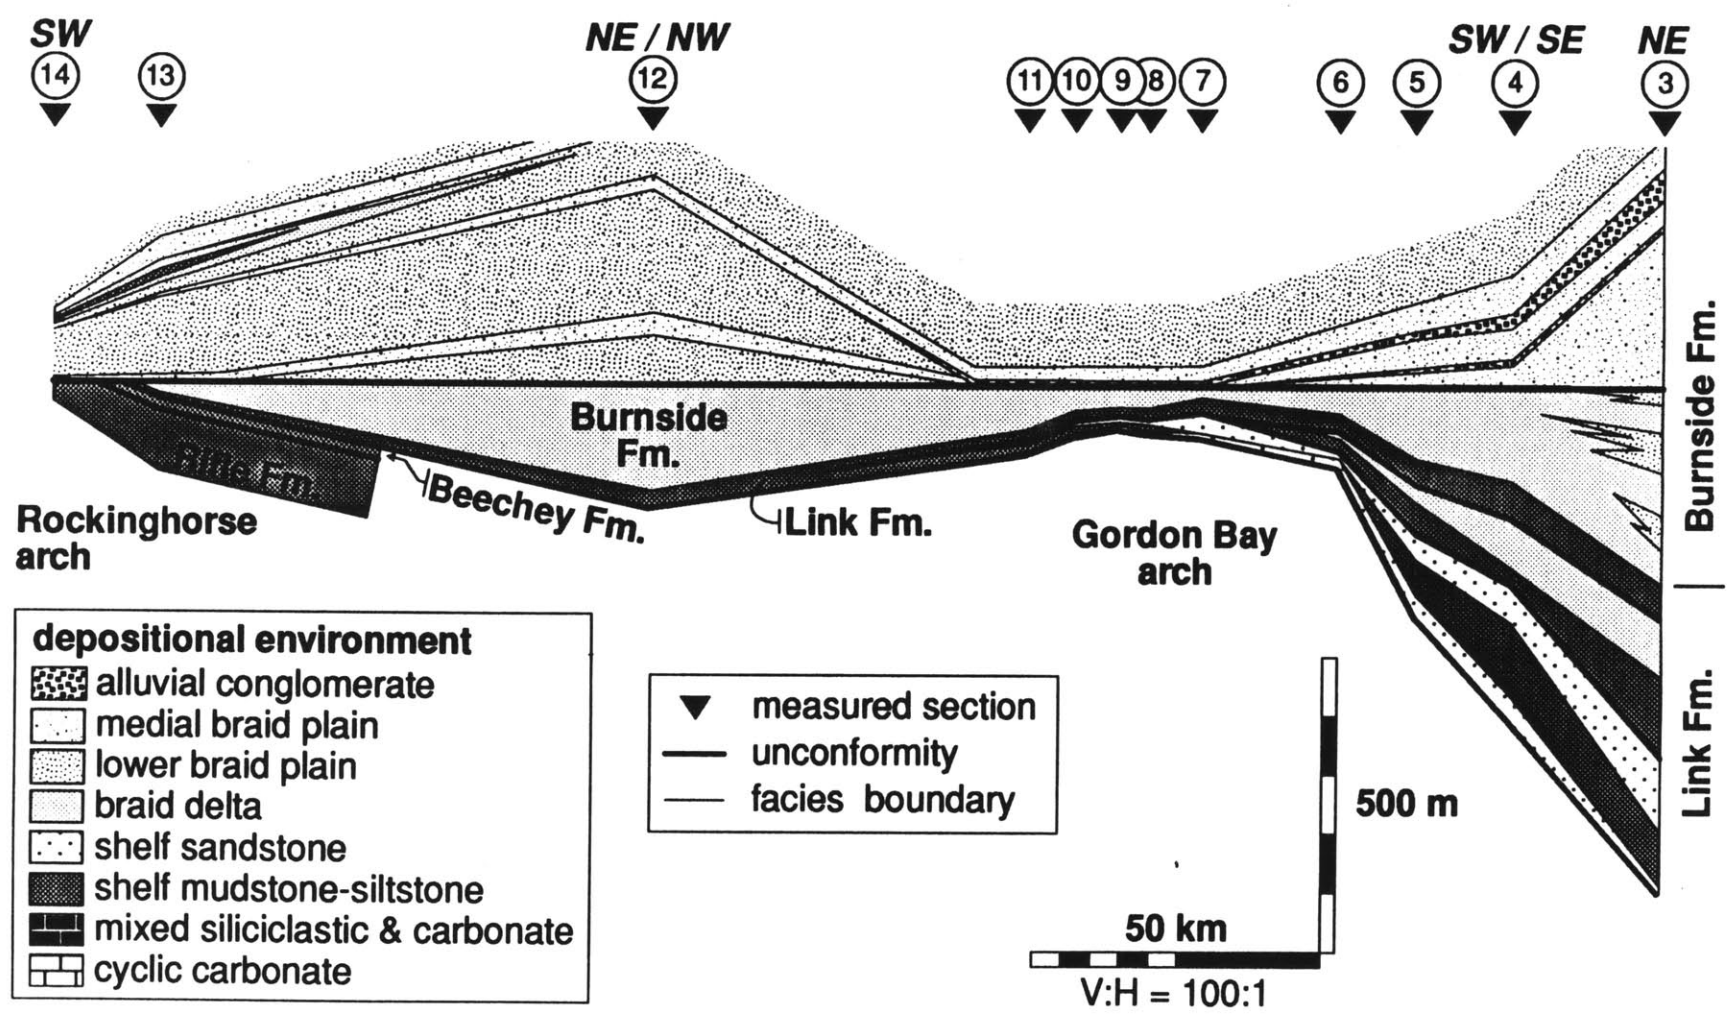 SW
NE / NW
SW / SE
NE
14
13
12
11
10
9
8
7
6
5
4
3
Burnside
Fm.
Rifle Fm.
Beechey Fm.
Link Fm.
Rockinghorse
arch
Gordon Bay
arch
Burnside Fm.
Link Fm.
depositional environment
alluvial conglomerate
medial braid plain
lower braid plain
braid delta
shelf sandstone
shelf mudstone-siltstone
mixed siliciclastic & carbonate
cyclic carbonate
measured section
unconformity
facies boundary
500 m
50 km
V:H = 100:1